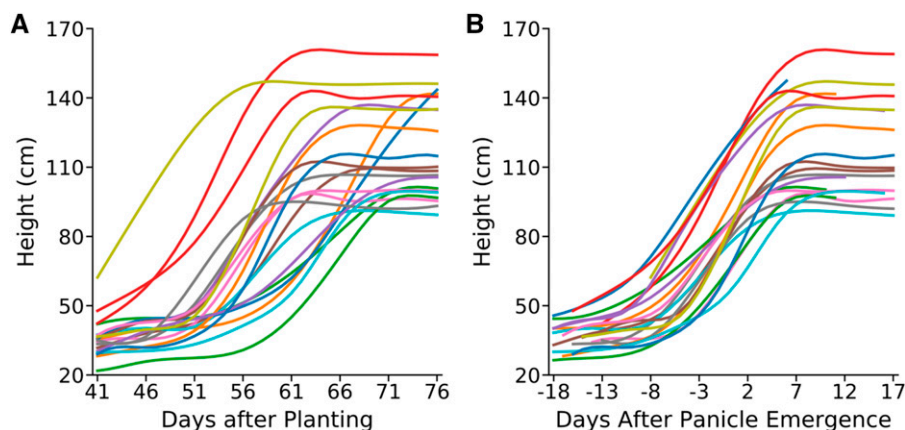 A
B
170
140
110
80
50
20
Height (cm)
41 46 51 56 61 66 71 76
Days after Planting
170
140
110
80
50
20
Height (cm)
-18 -13 -8 -3 2 7 12 17
Days After Panicle Emergence